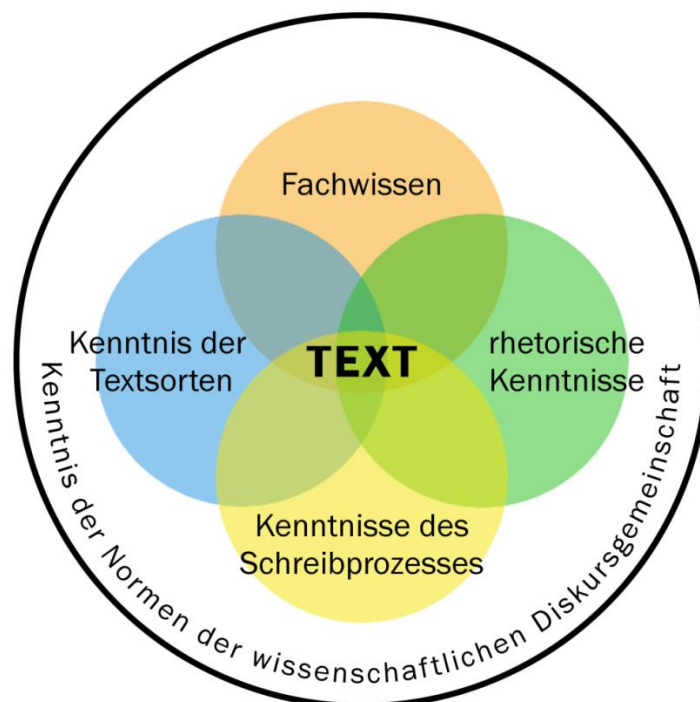 Fachwissen
Kenntnis der
Textsorten
TEXT
rhetorische
Kenntnisse
Kenntnisse des
Schreibprozesses
Kenntnis der Normen der wissenschaftlichen Diskursgemeinschaft